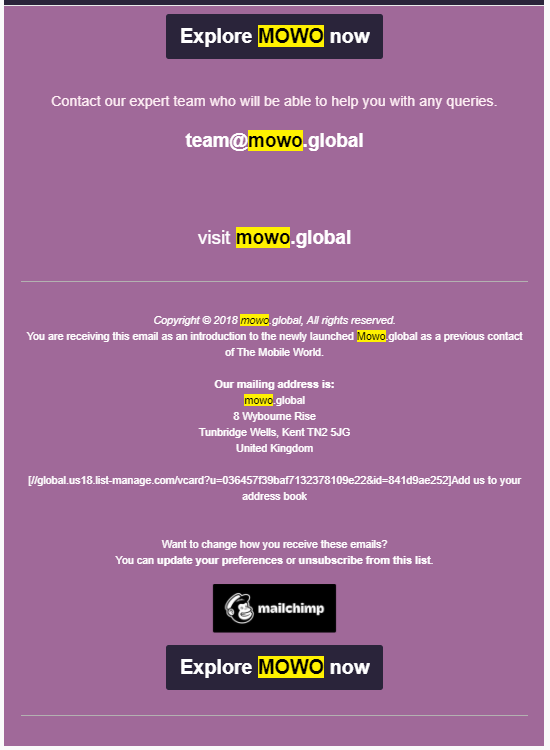 Explore MOWO now
Contact our expert team who will be able to help you with any queries.
team@mowo.global
visit mowo.global
Copyright © 2018 mowo.global, All rights reserved.
You are receiving this email as an introduction to the newly launched Mowo.global as a previous contact
of The Mobile World.
Our mailing address is:
mowo.global
8 Wybourne Rise
Tunbridge Wells, Kent TN2 5JG
United Kingdom
[//global.us18.list-manage.com/vcard?u=036457f39baf7132378109e22&id=841d9ae252]Add us to your
address book
Want to change how you receive these emails?
You can update your preferences or unsubscribe from this list.
mailchimp
Explore MOWO now